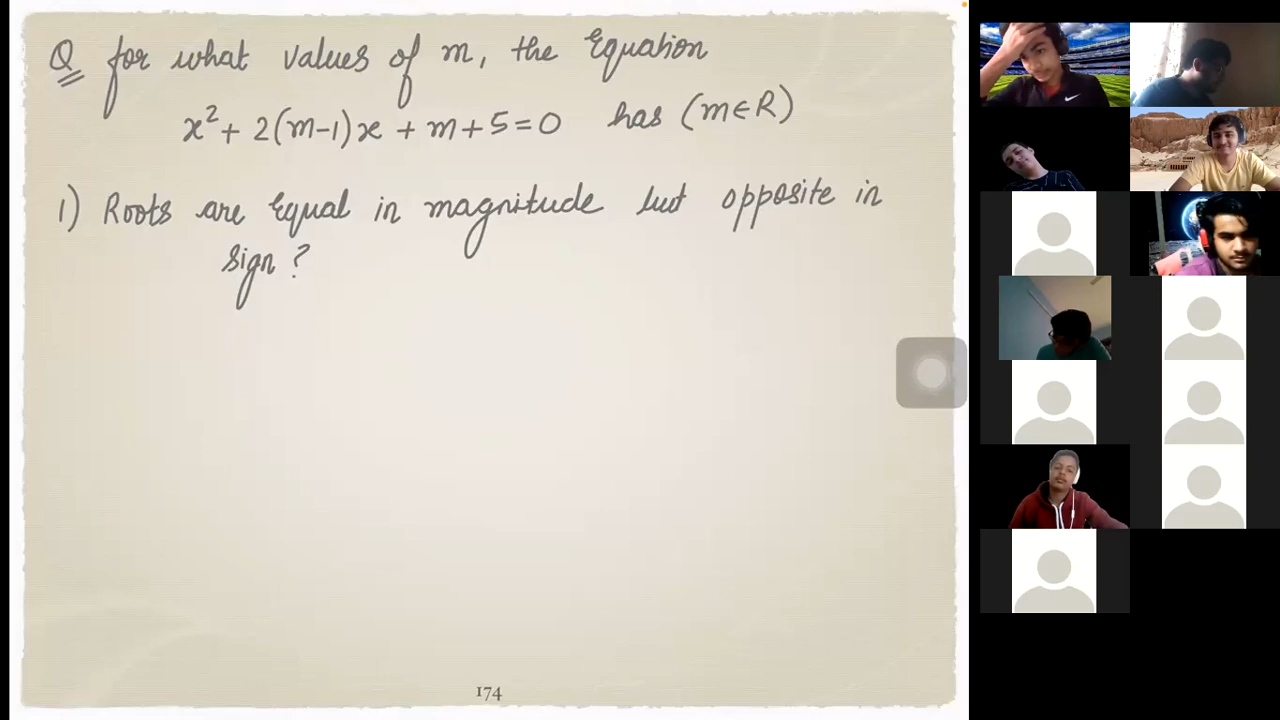 Q for what values of m, the Equation
x² + 2(m-1)x + m + 5 = 0 has (m∈R)
1) Roots are Equal in magnitude but opposite in
sign ?
174